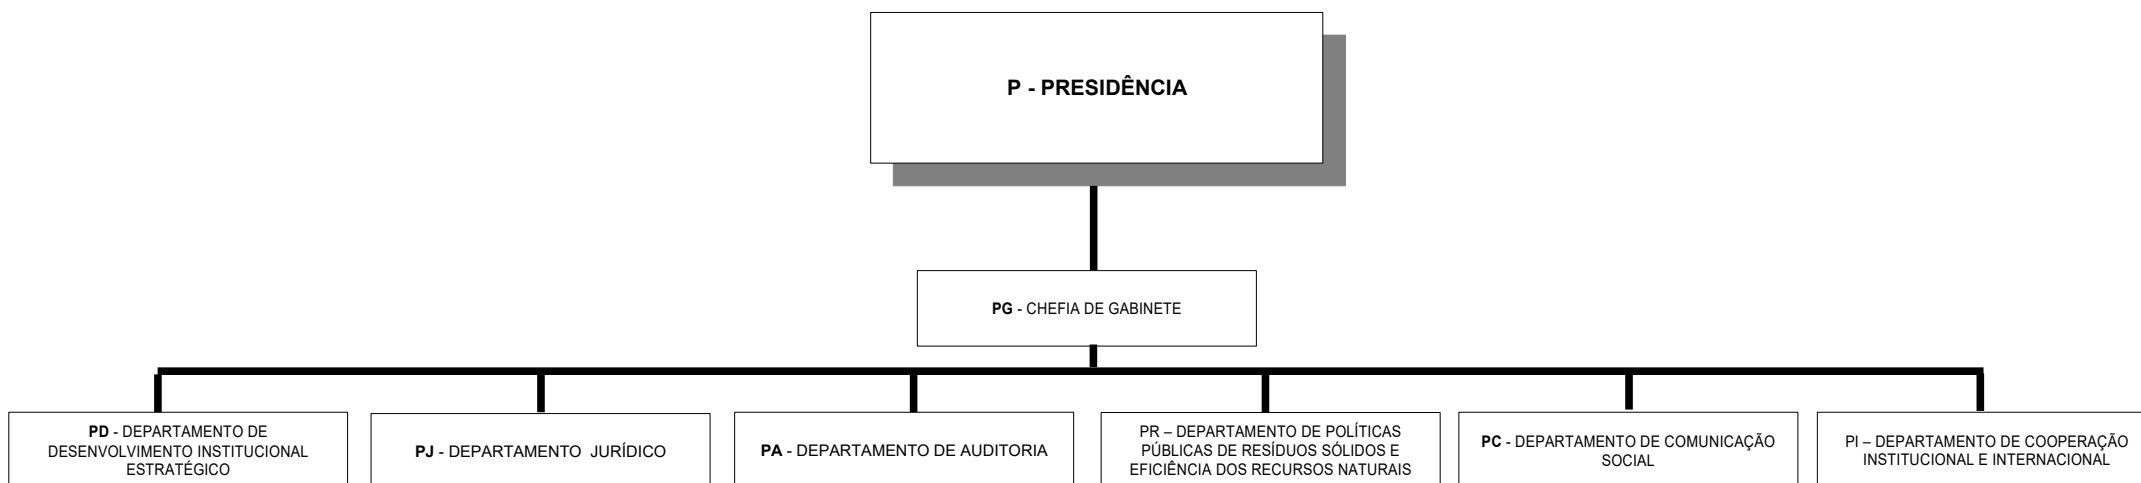 P - PRESIDÊNCIA
PG - CHEFIA DE GABINETE
PD - DEPARTAMENTO DE
DESENVOLVIMENTO INSTITUCIONAL
ESTRATÉGICO
PJ - DEPARTAMENTO JURÍDICO
PA - DEPARTAMENTO DE AUDITORIA
PR – DEPARTAMENTO DE POLÍTICAS
PÚBLICAS DE RESÍDUOS SÓLIDOS E
EFICIÊNCIA DOS RECURSOS NATURAIS
PC - DEPARTAMENTO DE COMUNICAÇÃO
SOCIAL
PI – DEPARTAMENTO DE COOPERAÇÃO
INSTITUCIONAL E INTERNACIONAL